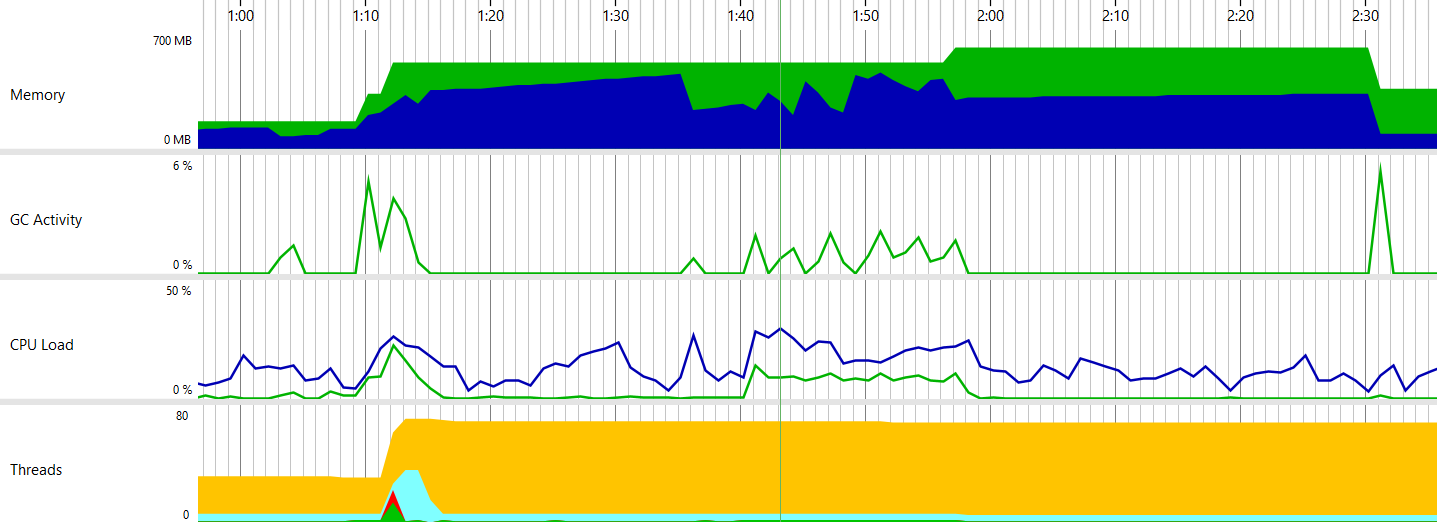 1:00 1:10 1:20 1:30 1:40 1:50 2:00 2:10 2:20 2:30
700 MB
Memory
0 MB
6 %
GC Activity
0 %
50 %
CPU Load
0 %
80
Threads
0